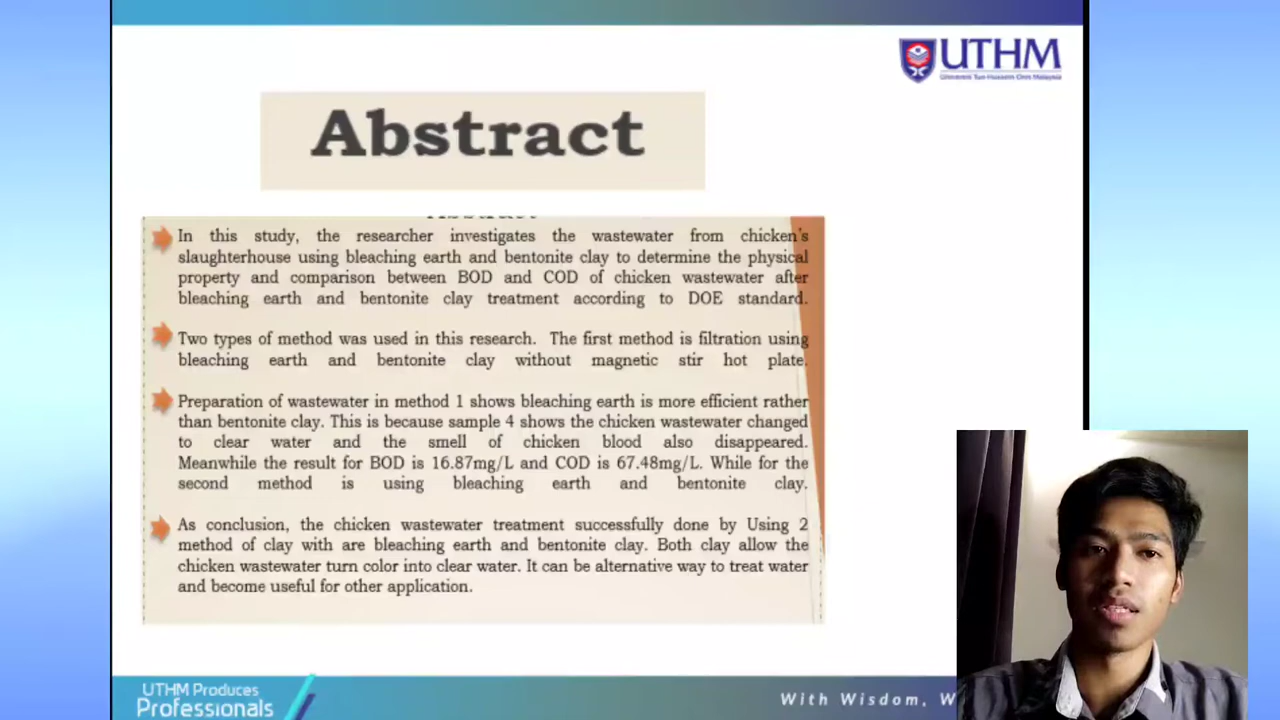 UTHM
Universiti Tun Hussein Onn Malaysia
Abstract
Abstract
In this study, the researcher investigates the wastewater from chicken's
slaughterhouse using bleaching earth and bentonite clay to determine the physical
property and comparison between BOD and COD of chicken wastewater after
bleaching earth and bentonite clay treatment according to DOE standard.
Two types of method was used in this research. The first method is filtration using
bleaching earth and bentonite clay without magnetic stir hot plate.
Preparation of wastewater in method 1 shows bleaching earth is more efficient rather
than bentonite clay. This is because sample 4 shows the chicken wastewater changed
to clear water and the smell of chicken blood also disappeared.
Meanwhile the result for BOD is 16.87mg/L and COD is 67.48mg/L. While for the
second method is using bleaching earth and bentonite clay.
As conclusion, the chicken wastewater treatment successfully done by Using 2
method of clay with are bleaching earth and bentonite clay. Both clay allow the
chicken wastewater turn color into clear water. It can be alternative way to treat water
and become useful for other application.
UTHM Produces
Professionals
With Wisdom, W